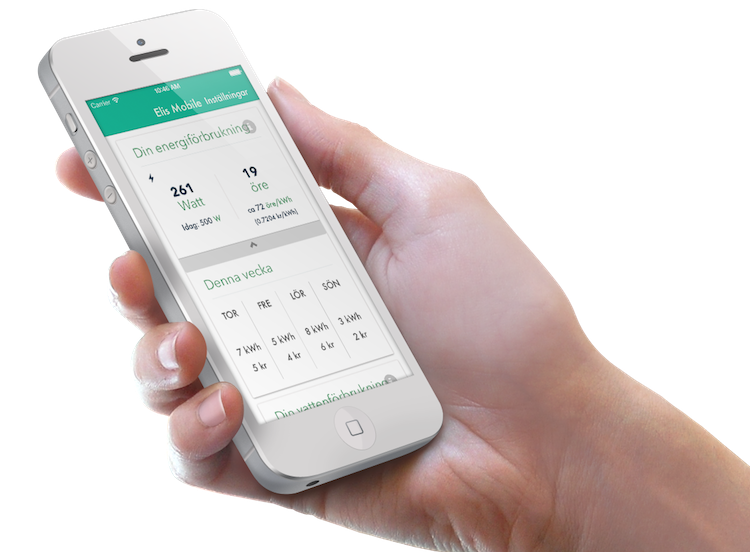 Carrier 10:46 AM
Elis Mobile Inställningar
Din energiförbrukning
261 19
Watt öre
Idag: 500 W ca 72 öre/kWh
(0.7204 kr/kWh)
Denna vecka
TOR FRE LÖR SÖN
7 kWh 5 kWh 8 kWh 3 kWh
5 kr 4 kr 6 kr 2 kr
Din vattenförbrukning